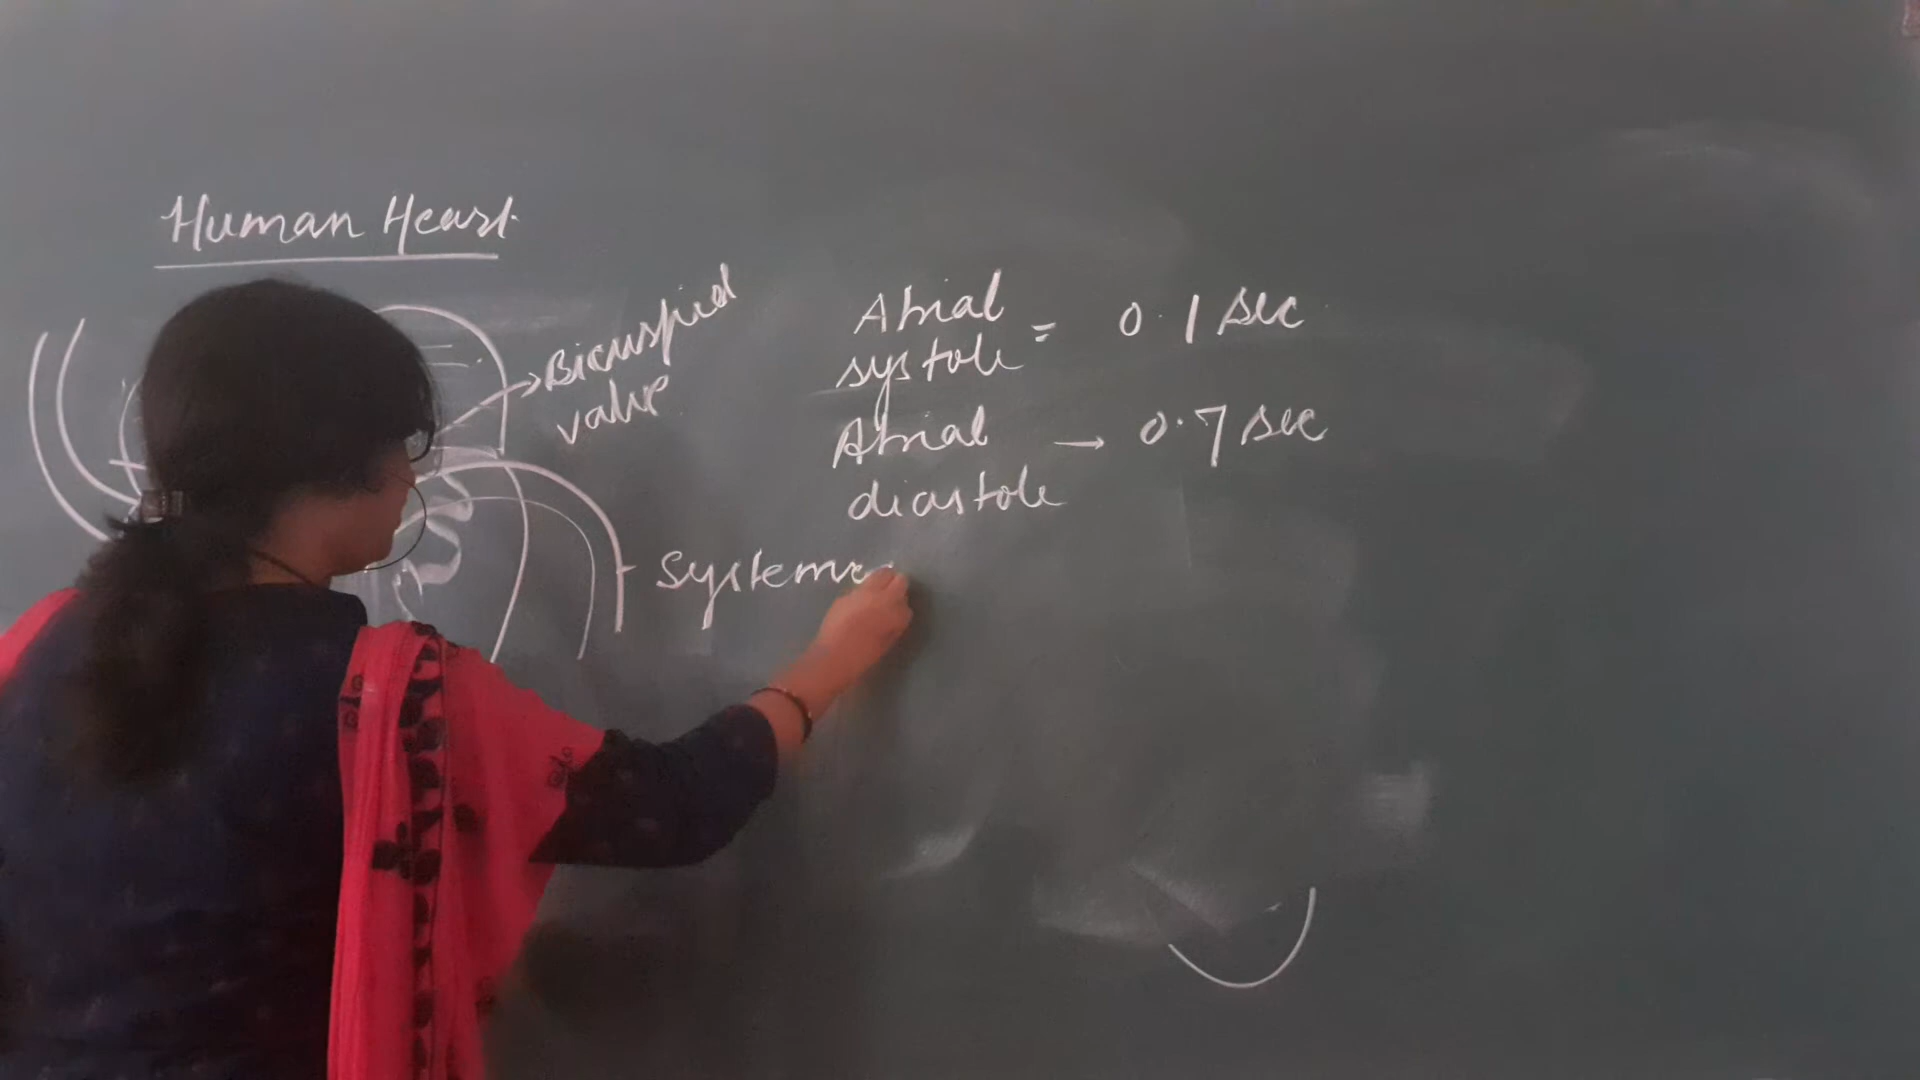 Human Heart
Bicuspid
valve
Atrial
systole = 0.1 sec
Atrial
diastole → 0.7 sec
Systemi